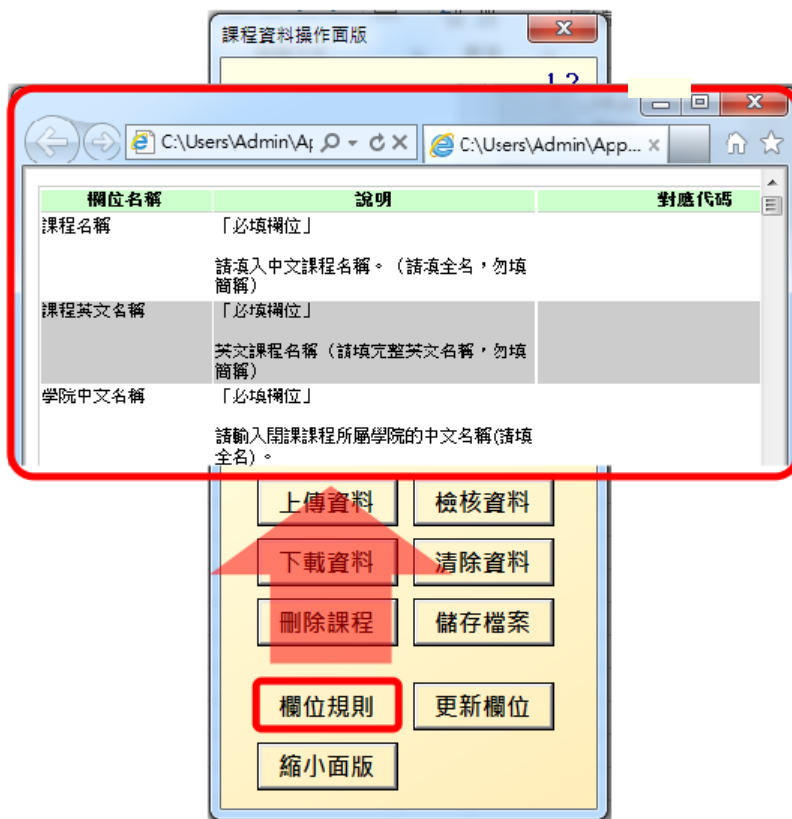 課程資料操作面版
1.2
C:\Users\Admin\Ap
C:\Users\Admin\App...
欄位名稱 說明 對應代碼
課程名稱 「必填欄位」
請填入中文課程名稱。（請填全名，勿填
簡稱）
課程英文名稱 「必填欄位」
英文課程名稱（請填完整英文名稱，勿填
簡稱）
學院中文名稱 「必填欄位」
請輸入開課課程所屬學院的中文名稱(請填
全名)。
上傳資料 檢核資料
下載資料 清除資料
刪除課程 儲存檔案
欄位規則 更新欄位
縮小面版